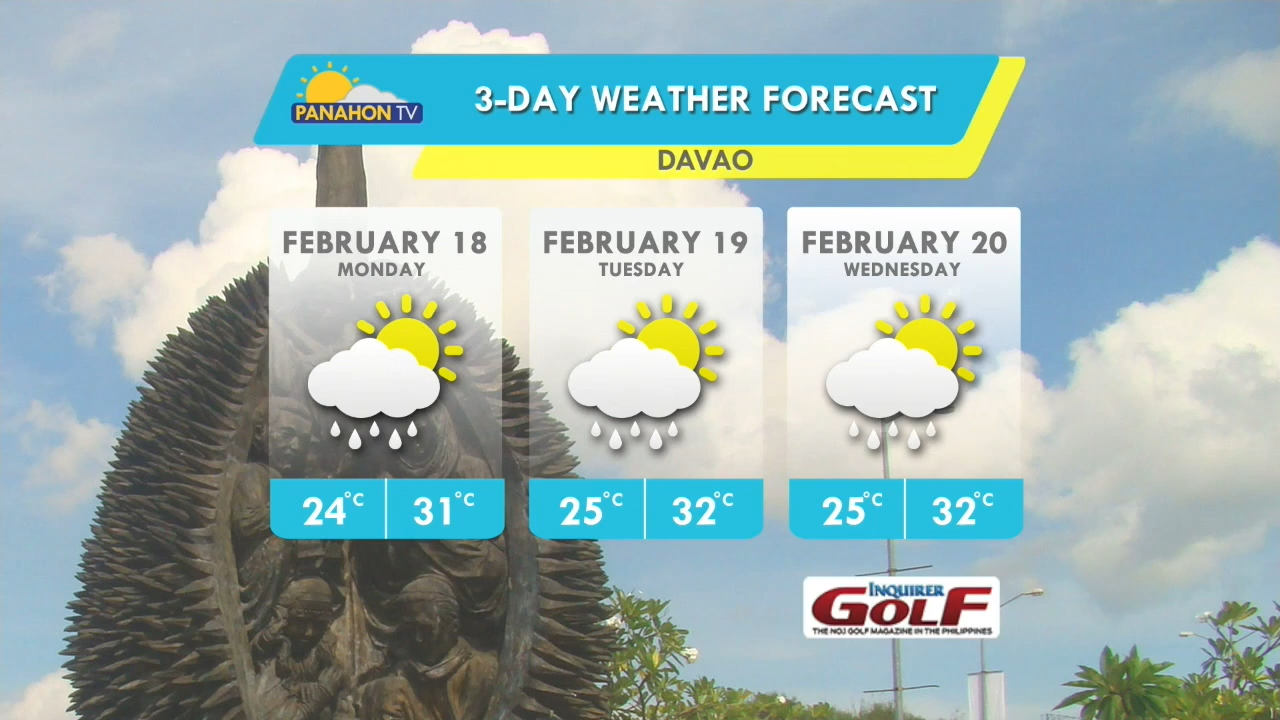 PANAHON TV
3-DAY WEATHER FORECAST
DAVAO
FEBRUARY 18
MONDAY
24°C 31°C
FEBRUARY 19
TUESDAY
25°C 32°C
FEBRUARY 20
WEDNESDAY
25°C 32°C
INQUIRER
GOLF
THE NO.1 GOLF MAGAZINE IN THE PHILIPPINES